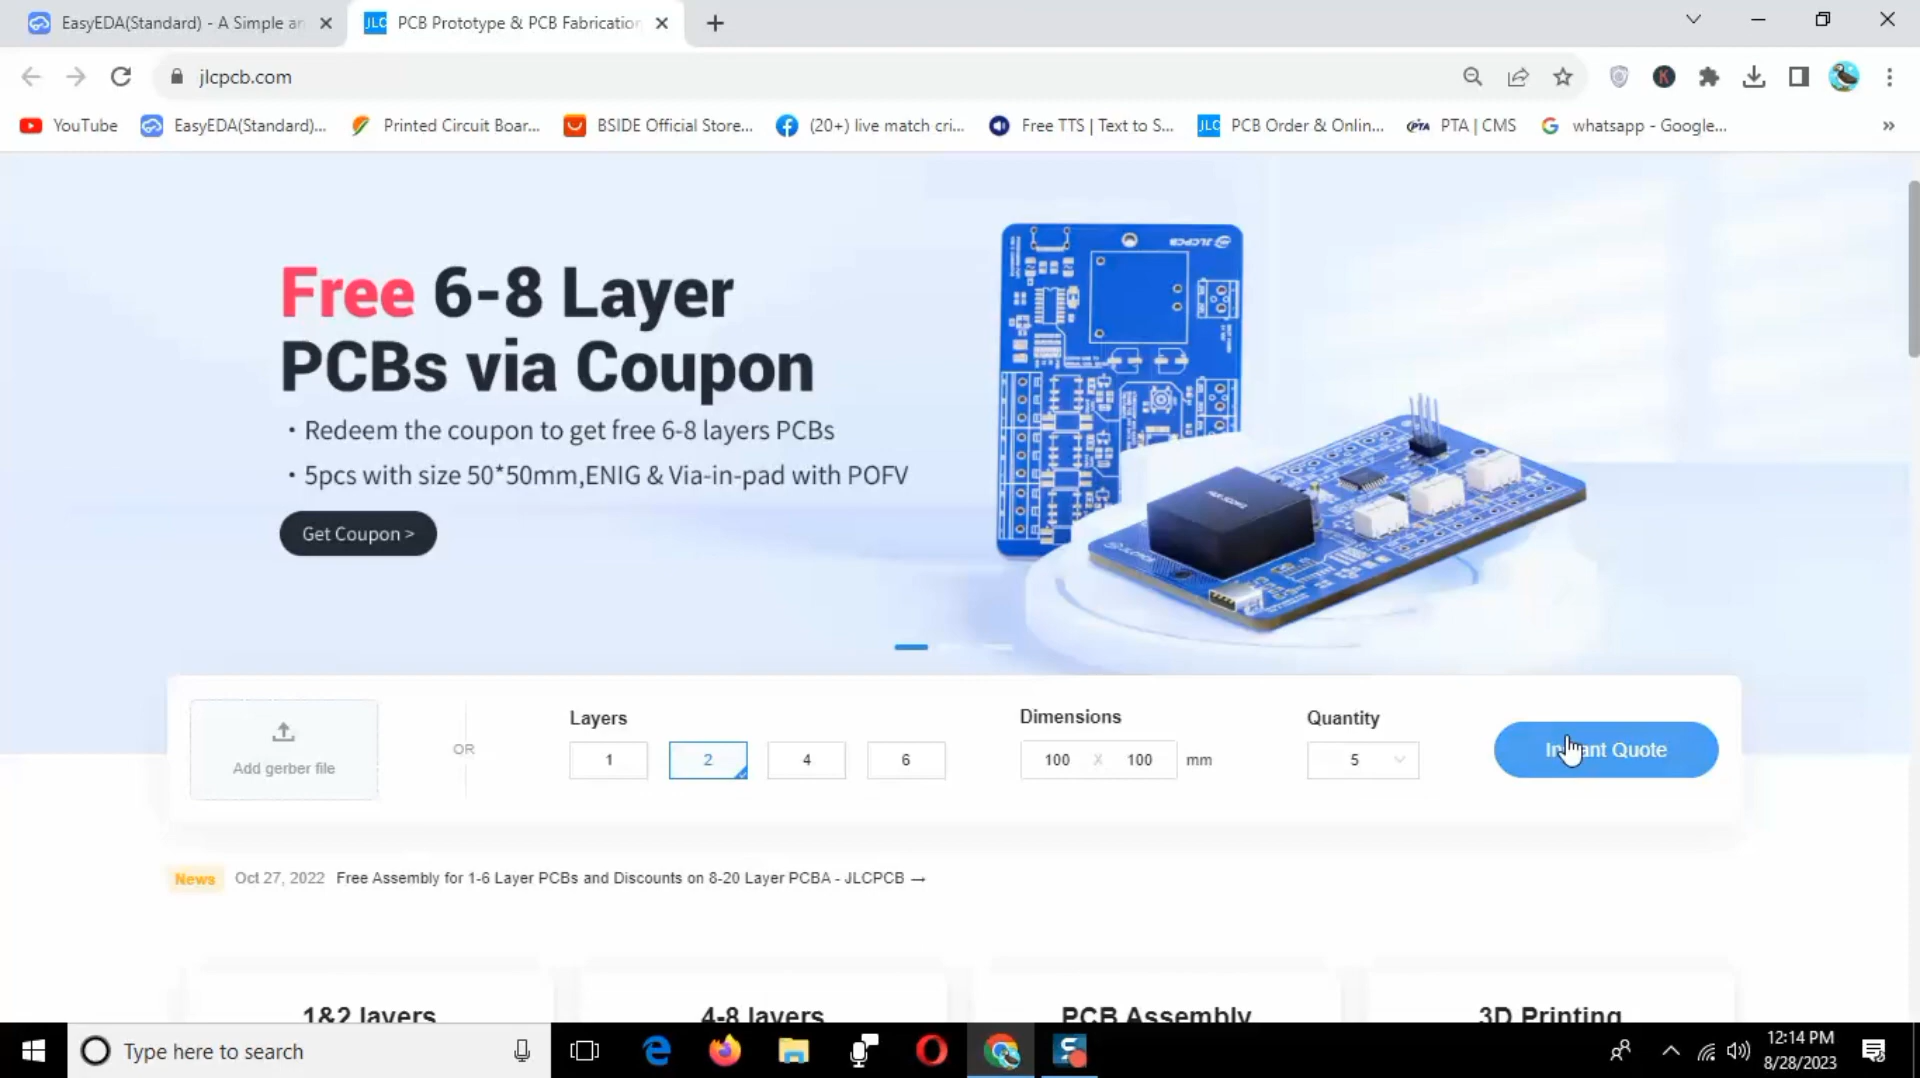 EasyEDA(Standard) - A Simple an
PCB Prototype & PCB Fabrication
jlcpcb.com
YouTube
EasyEDA(Standard)...
Printed Circuit Boar...
BSIDE Official Store...
(20+) live match cri...
Free TTS | Text to S...
JLC PCB Order & Onlin...
PTA PTA | CMS
whatsapp - Google...
Free 6-8 Layer
PCBs via Coupon
• Redeem the coupon to get free 6-8 layers PCBs
• 5pcs with size 50*50mm,ENIG & Via-in-pad with POFV
Get Coupon >
JLCPCB
Add gerber file
OR
Layers
1 2 4 6
Dimensions
100 X 100 mm
Quantity
5
Instant Quote
News Oct 27, 2022 Free Assembly for 1-6 Layer PCBs and Discounts on 8-20 Layer PCBA - JLCPCB →
1&2 layers
4-8 layers
PCB Assembly
3D Printing
Type here to search
12:14 PM
8/28/2023